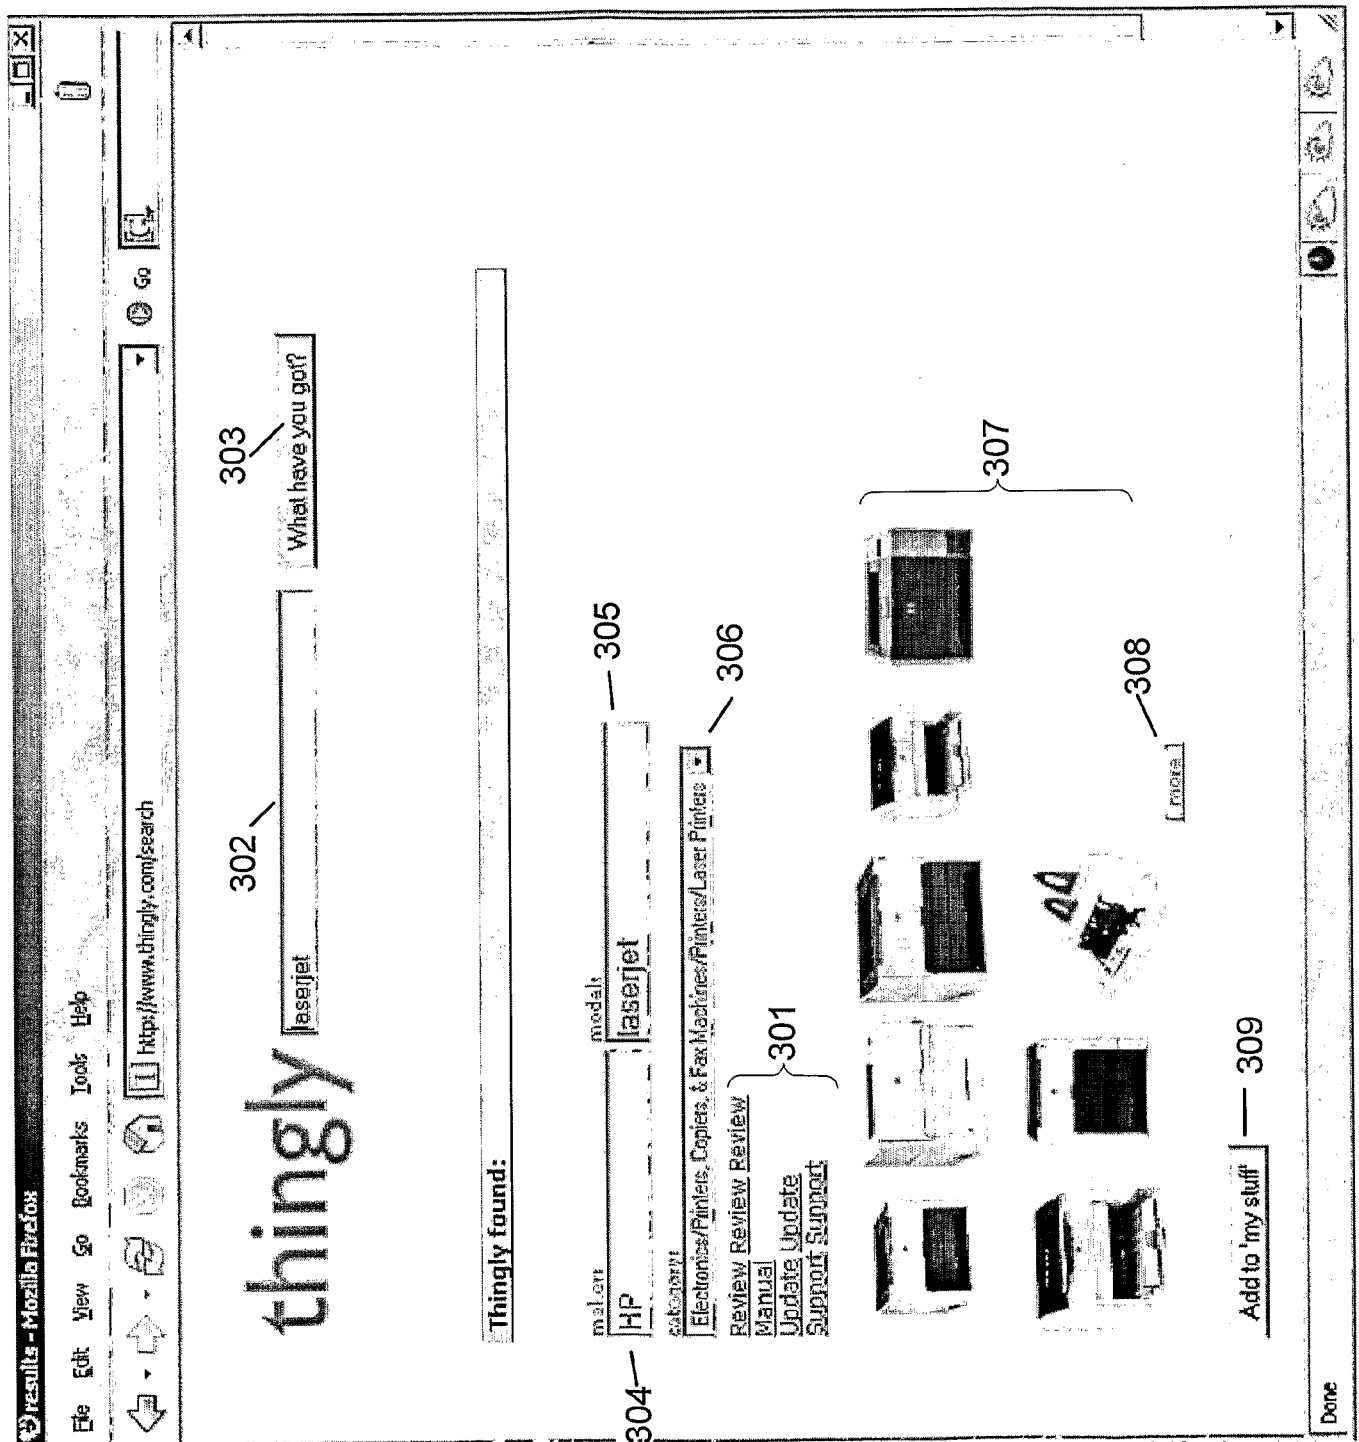 results - Mozilla Firefox
File Edit View Go Bookmarks Tools Help
http://www.thingly.com/search Go
303
302
thingly laserjet What have you got?
Thingly found:
305
maker: model:
304 HP laserjet
306
category:
Electronics/Printers, Copiers, & Fax Machines/Printers/Laser Printers
Review Review Review
Manual
301
Update Update
Support Support
307
308
[ more ]
309
Add to 'my stuff'
Done